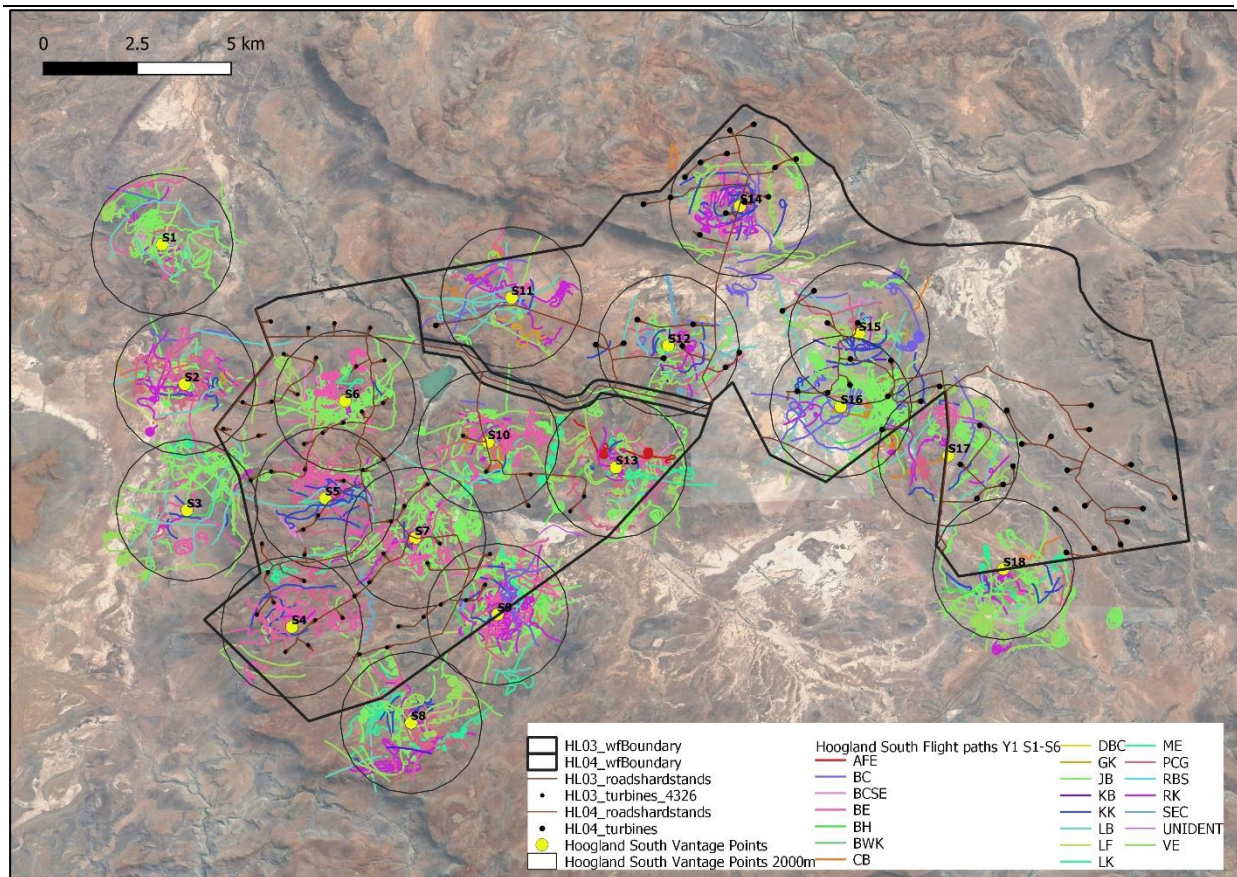 0 2.5 5 km
S14
S1
S11
S15
S12
S2
S6
S16
S10
S17
S13
S5
S3
S7
S18
S9
S4
S8
HL03_wfBoundary
HL04_wfBoundary
HL03_roadshardstands
HL03_turbines_4326
HL04_roadshardstands
HL04_turbines
Hoogland South Vantage Points
Hoogland South Vantage Points 2000m
Hoogland South Flight paths Y1 S1-S6
AFE
BC
BCSE
BE
BH
BWK
CB
DBC
GK
JB
KB
KK
LB
LF
LK
ME
PCG
RBS
RK
SEC
UNIDENT
VE